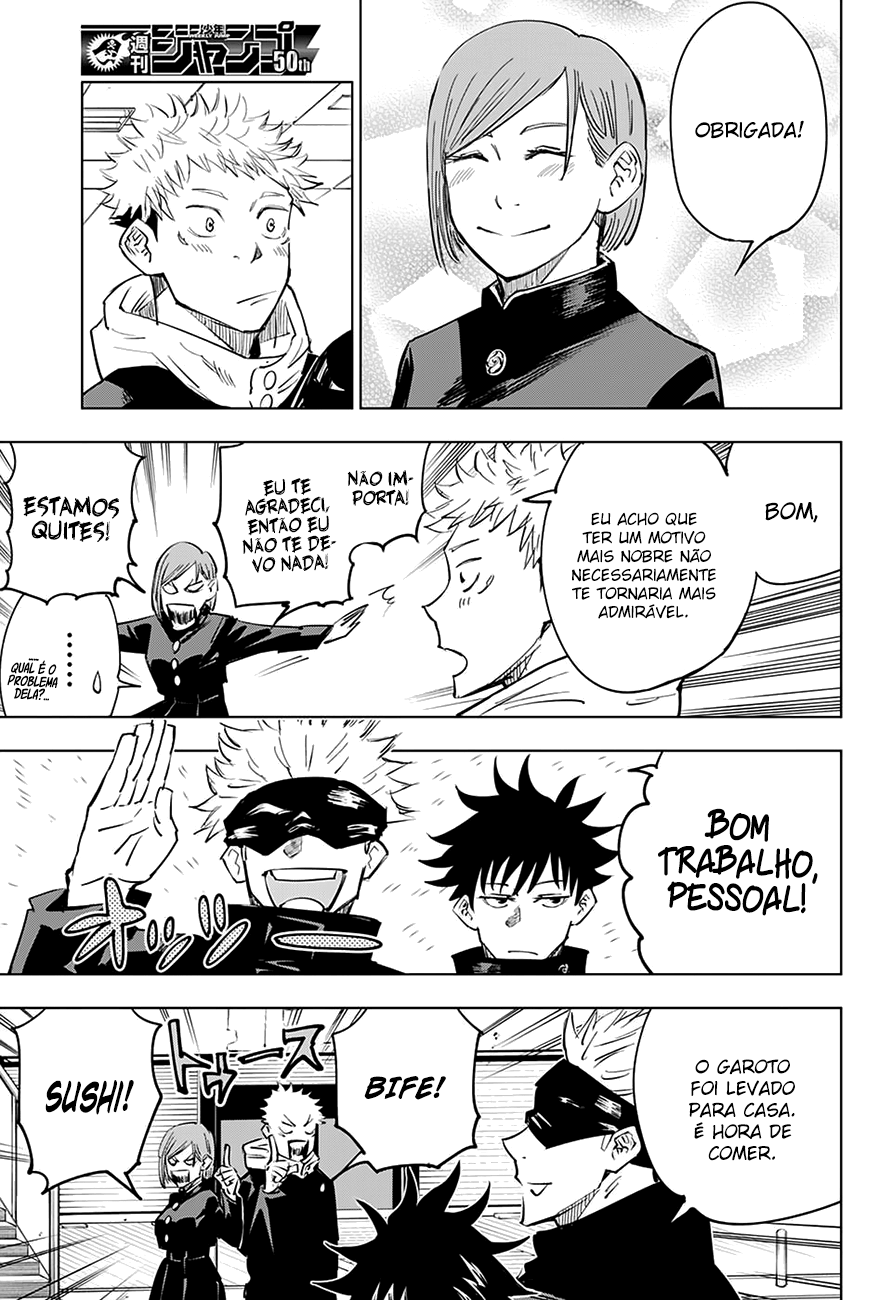 OBRIGADA!
少年
週刊
ジャンプ
50th
BOM,
EU ACHO QUE
TER UM MOTIVO
MAIS NOBRE NÃO
NECESSARIAMENTE
TE TORNARIA MAIS
ADMIRÁVEL.
NÃO IM-
PORTA!
EU TE
AGRADECI,
ENTÃO EU
NÃO TE DE-
VO NADA!
ESTAMOS
QUITES!
......
....
QUAL É O
PROBLEMA
DELA?...
BOM
TRABALHO,
PESSOAL!
オッツー
O GAROTO
FOI LEVADO
PARA CASA.
É HORA DE
COMER.
BIFE!
トゥース
SUSHI!